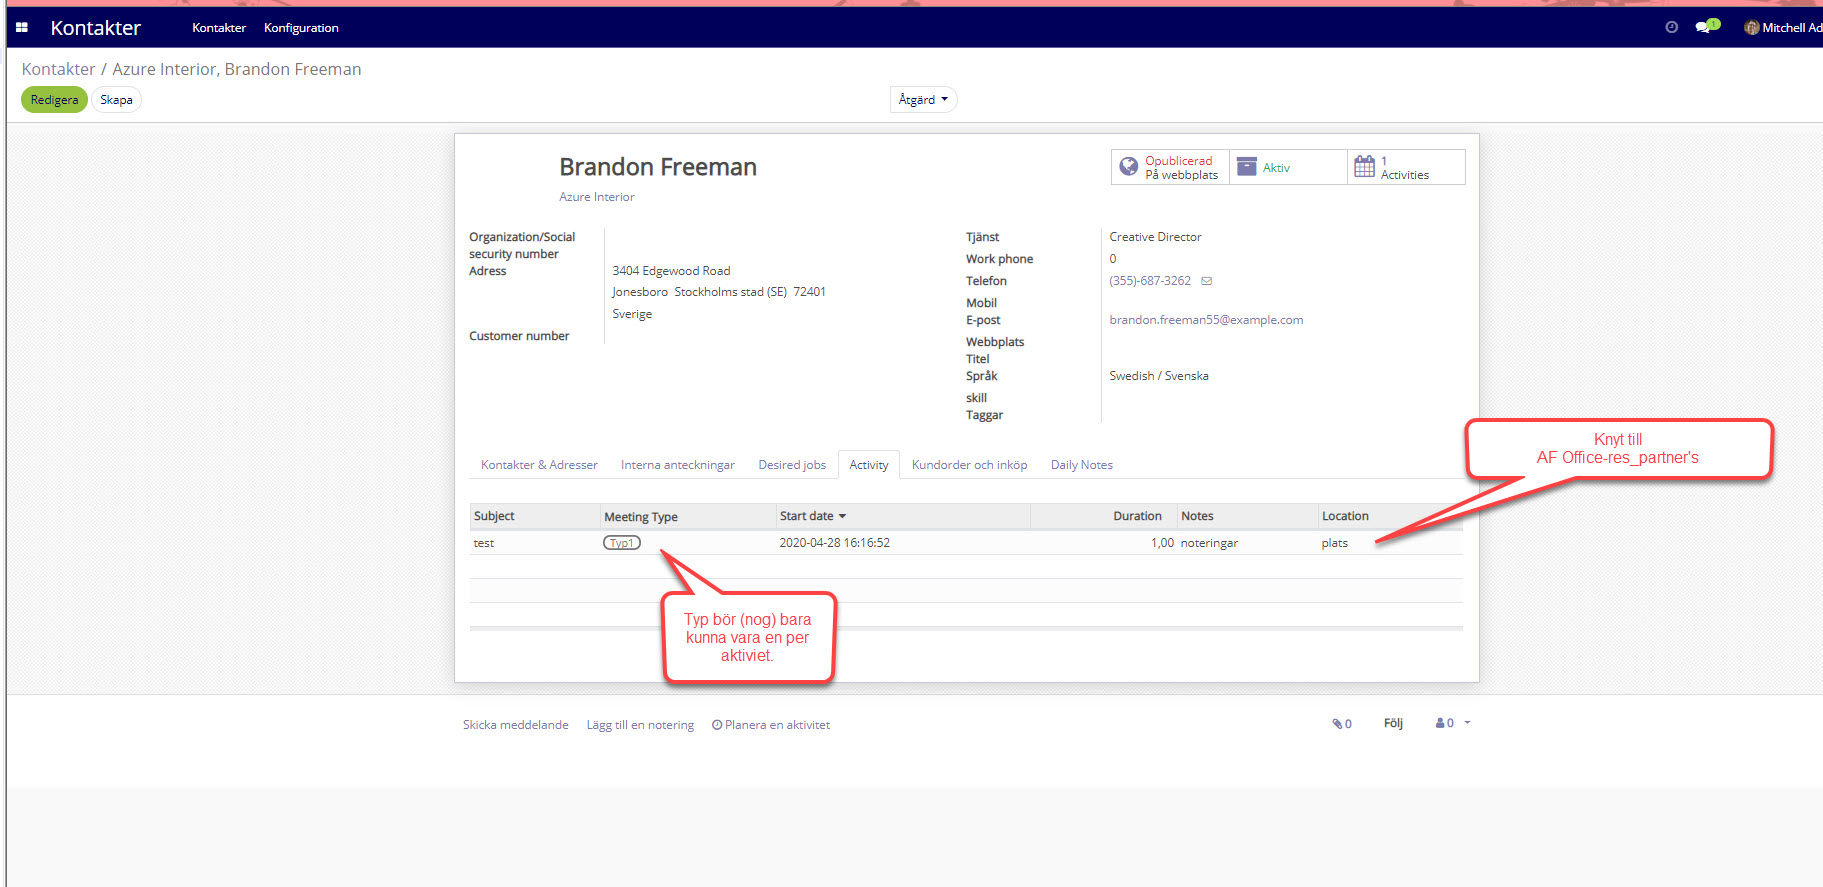 Kontakter Kontakter Konfiguration 1 Mitchell Ad
Kontakter / Azure Interior, Brandon Freeman
Redigera Skapa Åtgärd
Brandon Freeman
Azure Interior
Opublicerad
På webbplats
Aktiv
1
Activities
Organization/Social
security number
Adress
3404 Edgewood Road
Jonesboro Stockholms stad (SE) 72401
Sverige
Customer number
Tjänst Creative Director
Work phone 0
Telefon (355)-687-3262
Mobil
E-post brandon.freeman55@example.com
Webbplats
Titel
Språk Swedish / Svenska
skill
Taggar
Knyt till
AF Office-res_partner's
Kontakter & Adresser Interna anteckningar Desired jobs Activity Kundorder och inköp Daily Notes
Subject Meeting Type Start date Duration Notes Location
test Typ1 2020-04-28 16:16:52 1,00 noteringar plats
Typ bör (nog) bara
kunna vara en per
aktiviet.
Skicka meddelande Lägg till en notering Planera en aktivitet 0 Följ 0